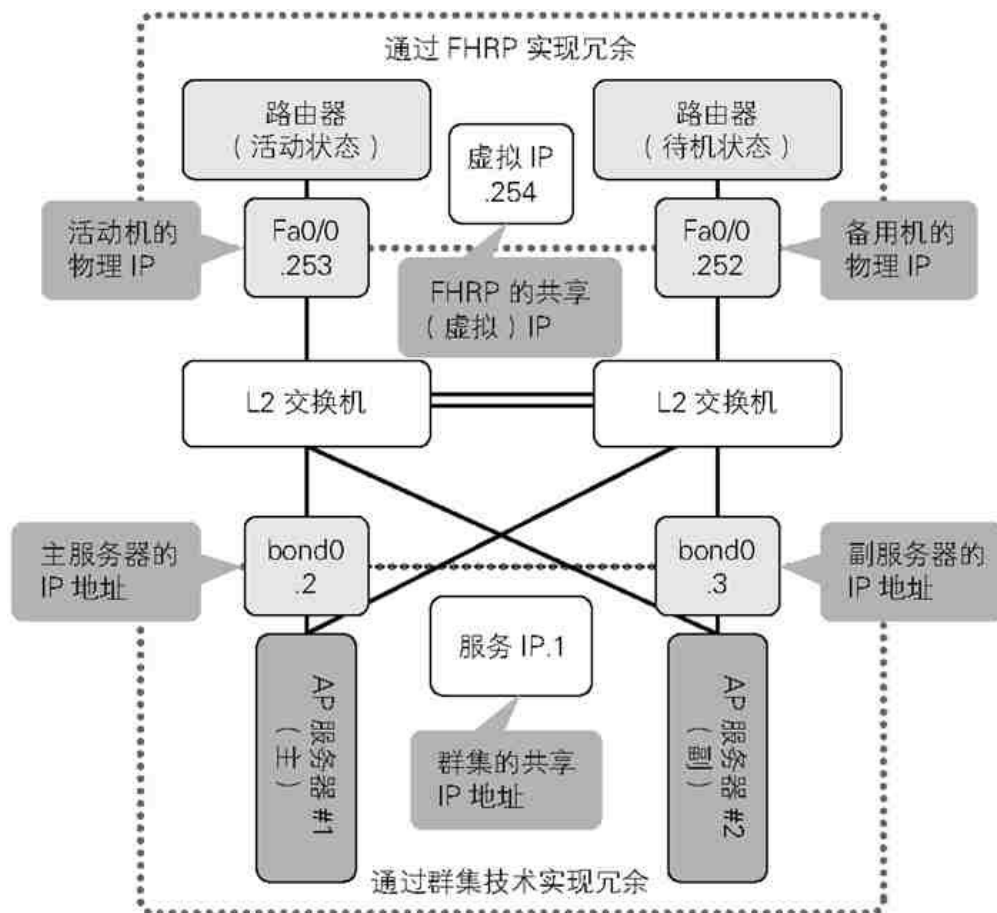 通过 FHRP 实现冗余
路由器
（活动状态）
路由器
（待机状态）
虚拟 IP
.254
活动机的
物理 IP
Fa0/0
.253
Fa0/0
.252
备用机的
物理 IP
FHRP 的共享
（虚拟）IP
L2 交换机
L2 交换机
主服务器的
IP 地址
bond0
.2
bond0
.3
副服务器的
IP 地址
服务 IP.1
AP 服务器 #1
（主）
AP 服务器 #2
（副）
群集的共享
IP 地址
通过群集技术实现冗余